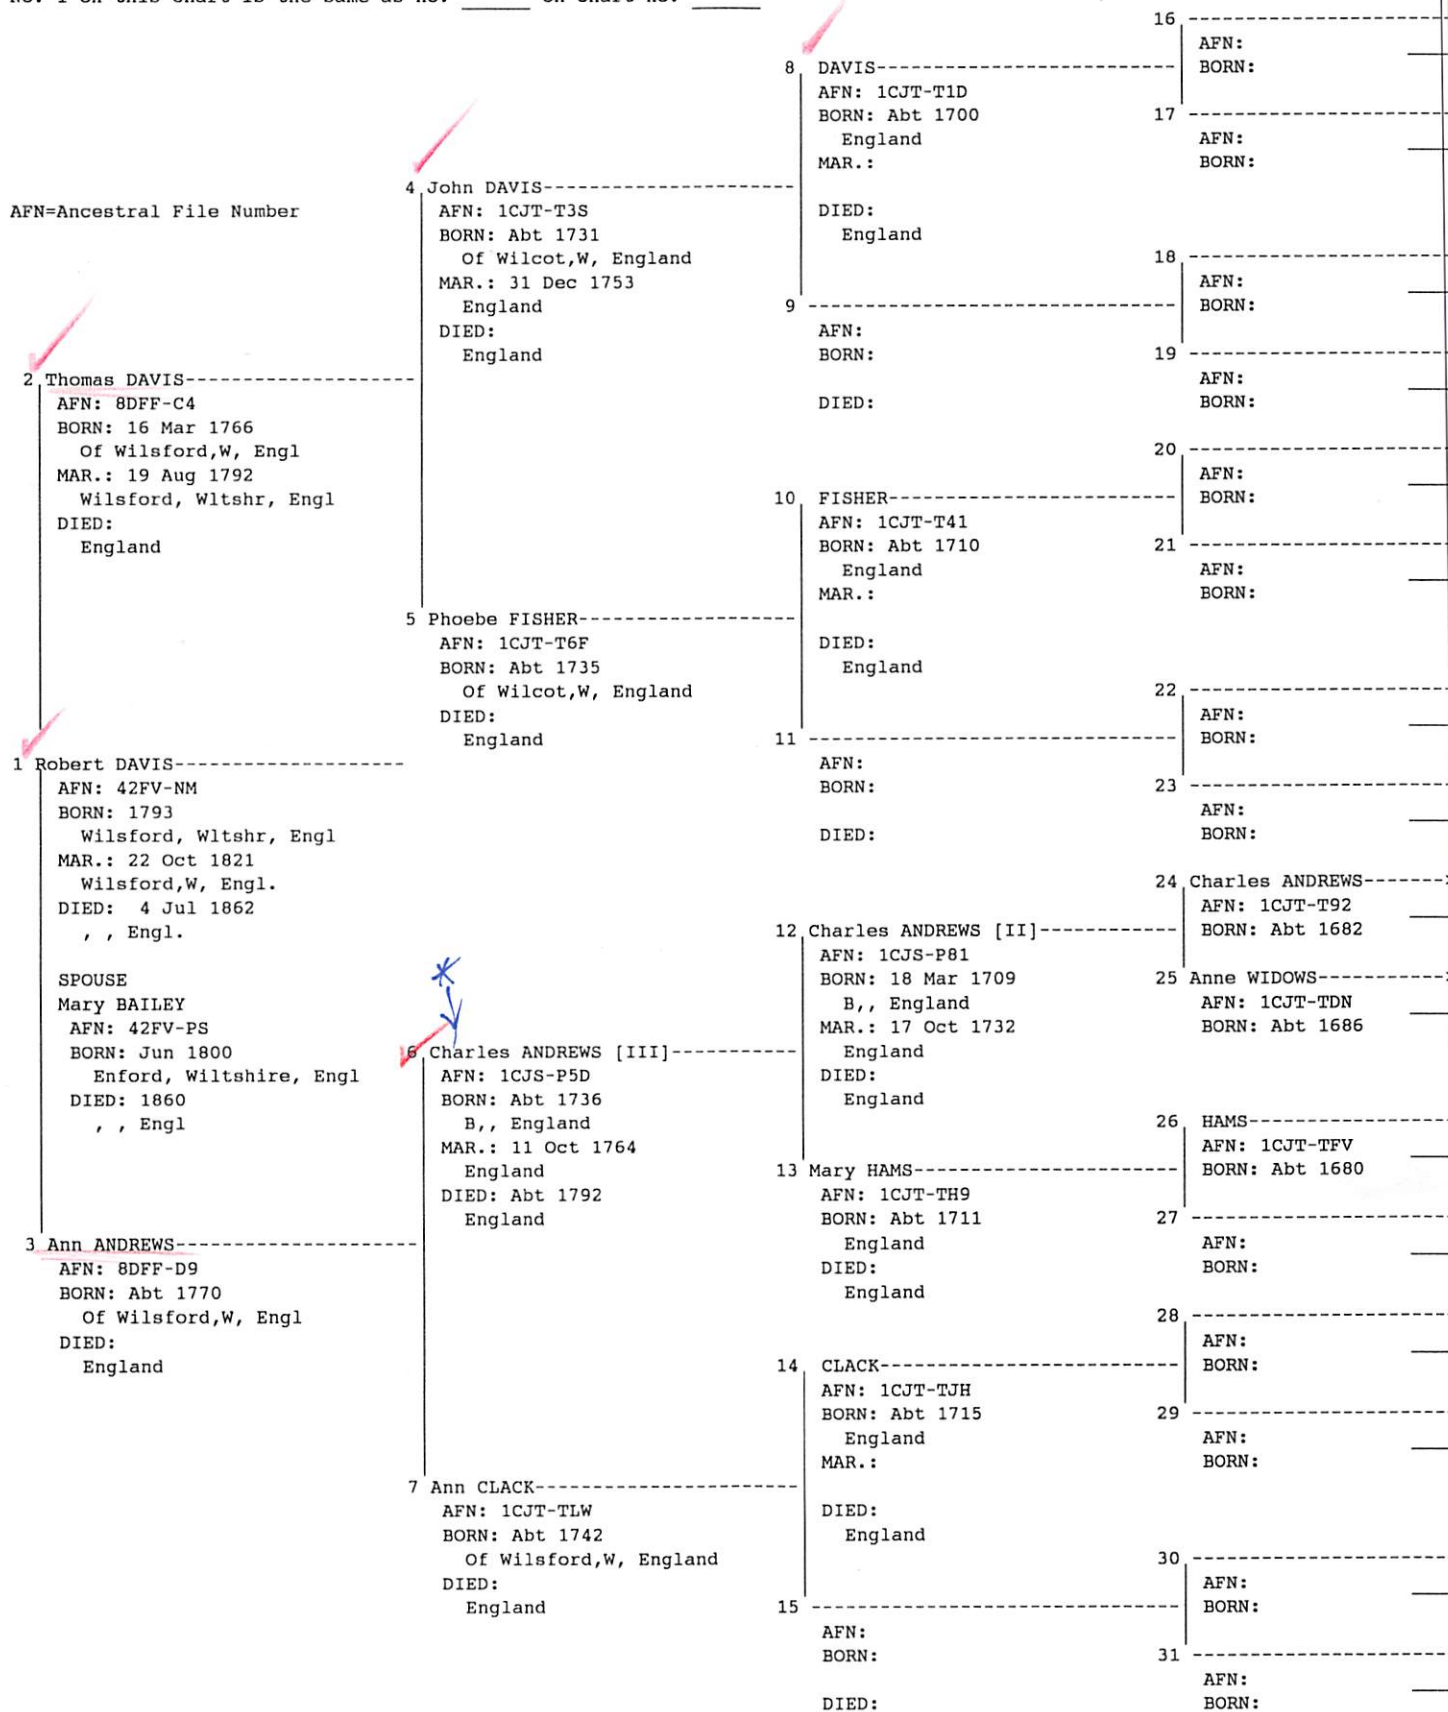 No. 1 on this chart is the same as no. ______ on chart no. ______
AFN=Ancestral File Number
1 Robert DAVIS-------------------
AFN: 42FV-NM
BORN: 1793
Wilsford, Wltshr, Engl
MAR.: 22 Oct 1821
Wilsford,W, Engl.
DIED: 4 Jul 1862
, , Engl.
SPOUSE
Mary BAILEY
AFN: 42FV-PS
BORN: Jun 1800
Enford, Wiltshire, Engl
DIED: 1860
, , Engl
2 Thomas DAVIS-------------------
AFN: 8DFF-C4
BORN: 16 Mar 1766
Of Wilsford,W, Engl
MAR.: 19 Aug 1792
Wilsford, Wltshr, Engl
DIED:
England
3 Ann ANDREWS--------------------
AFN: 8DFF-D9
BORN: Abt 1770
Of Wilsford,W, Engl
DIED:
England
4 John DAVIS---------------------
AFN: 1CJT-T3S
BORN: Abt 1731
Of Wilcot,W, England
MAR.: 31 Dec 1753
England
DIED:
England
5 Phoebe FISHER------------------
AFN: 1CJT-T6F
BORN: Abt 1735
Of Wilcot,W, England
DIED:
England
*
6 Charles ANDREWS [III]----------
AFN: 1CJS-P5D
BORN: Abt 1736
B,, England
MAR.: 11 Oct 1764
England
DIED: Abt 1792
England
7 Ann CLACK----------------------
AFN: 1CJT-TLW
BORN: Abt 1742
Of Wilsford,W, England
DIED:
England
8 DAVIS-------------------------
AFN: 1CJT-T1D
BORN: Abt 1700
England
MAR.:
DIED:
England
9 -------------------------------
AFN:
BORN:
DIED:
10 FISHER------------------------
AFN: 1CJT-T41
BORN: Abt 1710
England
MAR.:
DIED:
England
11 -------------------------------
AFN:
BORN:
DIED:
12 Charles ANDREWS [II]-----------
AFN: 1CJS-P81
BORN: 18 Mar 1709
B,, England
MAR.: 17 Oct 1732
England
DIED:
England
13 Mary HAMS----------------------
AFN: 1CJT-TH9
BORN: Abt 1711
England
DIED:
England
14 CLACK-------------------------
AFN: 1CJT-TJH
BORN: Abt 1715
England
MAR.:
DIED:
England
15 -------------------------------
AFN:
BORN:
DIED:
16 ----------------------
AFN:
BORN:
17 ----------------------
AFN:
BORN:
18 ----------------------
AFN:
BORN:
19 ----------------------
AFN:
BORN:
20 ----------------------
AFN:
BORN:
21 ----------------------
AFN:
BORN:
22 ----------------------
AFN:
BORN:
23 ----------------------
AFN:
BORN:
24 Charles ANDREWS-------
AFN: 1CJT-T92
BORN: Abt 1682
25 Anne WIDOWS-----------
AFN: 1CJT-TDN
BORN: Abt 1686
26 HAMS-----------------
AFN: 1CJT-TFV
BORN: Abt 1680
27 ----------------------
AFN:
BORN:
28 ----------------------
AFN:
BORN:
29 ----------------------
AFN:
BORN:
30 ----------------------
AFN:
BORN:
31 ----------------------
AFN:
BORN: